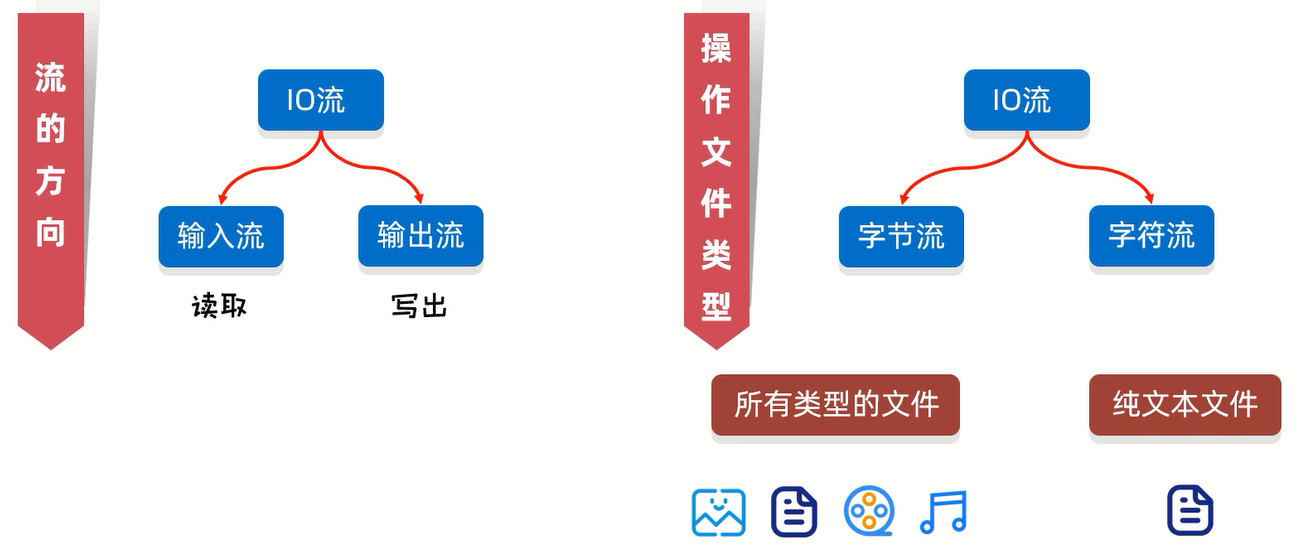 流的方向
IO流
输入流
输出流
读取
写出
操作文件类型
IO流
字节流
字符流
所有类型的文件
纯文本文件